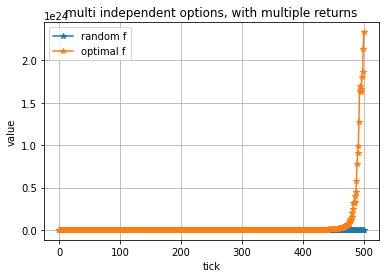 multi independent options, with multiple returns
1e24
random f
optimal f
2.0
1.5
1.0
0.5
0.0
value
0 100 200 300 400 500
tick